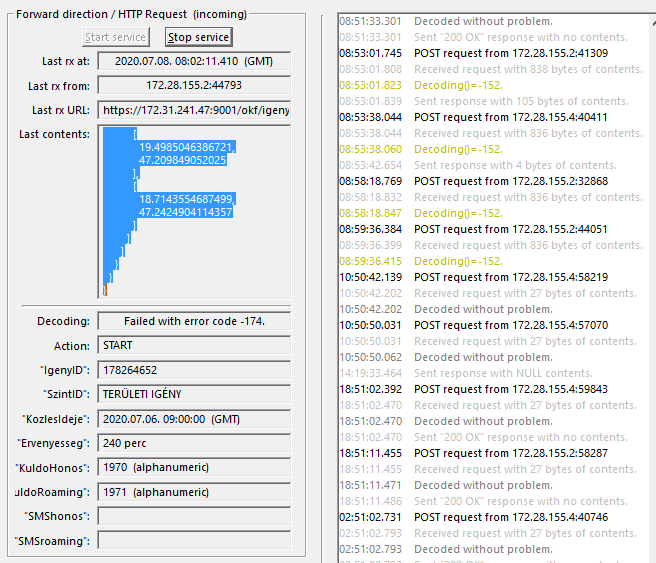 Forward direction / HTTP Request  (incoming)
Start service
Stop service
Last rx at:
2020.07.08. 08:02:11.410  (GMT)
Last rx from:
172.28.155.2:44793
Last rx URL:
https://172.31.241.47:9001/okf/igeny
Last contents:
[
19.4985046386721,
47.209849052025
],
[
18.7143554687499,
47.2424904114357
]
]
]
}
}
Decoding:
Failed with error code -174.
Action:
START
"IgenyID":
178264652
"SzintID":
TERÜLETI IGÉNY
"KozlesIdeje":
2020.07.06. 09:00:00  (GMT)
"Ervenyesseg":
240 perc
"KuldoHonos":
1970  (alphanumeric)
uldoRoaming":
1971  (alphanumeric)
"SMShonos":
"SMSroaming":
08:51:33.301 Decoded without problem.
08:51:33.301 Sent "200 OK" response with no contents.
08:53:01.745 POST request from 172.28.155.2:41309
08:53:01.808 Received request with 838 bytes of contents.
08:53:01.823 Decoding()= -152.
08:53:01.839 Sent response with 105 bytes of contents.
08:53:38.044 POST request from 172.28.155.2:40411
08:53:38.044 Received request with 836 bytes of contents.
08:53:38.060 Decoding()= -152.
08:53:42.654 Sent response with 4 bytes of contents.
08:58:18.769 POST request from 172.28.155.2:32868
08:58:18.832 Received request with 836 bytes of contents.
08:58:18.847 Decoding()= -152.
08:59:36.384 POST request from 172.28.155.2:44051
08:59:36.399 Received request with 836 bytes of contents.
08:59:36.415 Decoding()= -152.
10:50:42.139 POST request from 172.28.155.4:58219
10:50:42.202 Received request with 27 bytes of contents.
10:50:42.202 Decoded without problem.
10:50:50.031 POST request from 172.28.155.4:57070
10:50:50.031 Received request with 27 bytes of contents.
10:50:50.062 Decoded without problem.
14:19:33.464 Sent response with NULL contents.
18:51:02.392 POST request from 172.28.155.4:59843
18:51:02.470 Received request with 27 bytes of contents.
18:51:02.470 Decoded without problem.
18:51:02.470 Sent "200 OK" response with no contents.
18:51:11.455 POST request from 172.28.155.2:58287
18:51:11.455 Received request with 27 bytes of contents.
18:51:11.471 Decoded without problem.
18:51:11.486 Sent "200 OK" response with no contents.
02:51:02.731 POST request from 172.28.155.4:40746
02:51:02.793 Received request with 27 bytes of contents.
02:51:02.793 Decoded without problem.